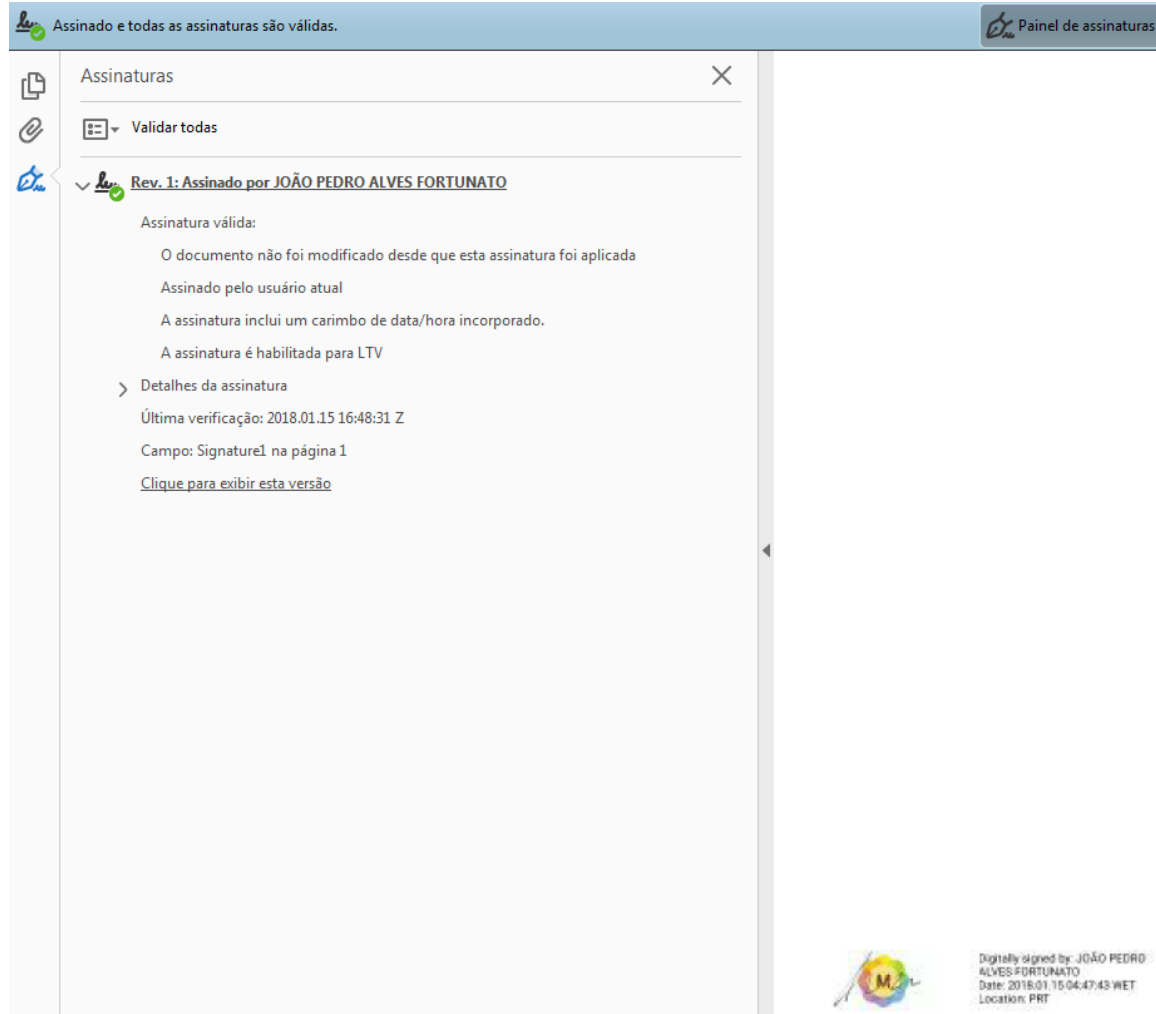 Assinado e todas as assinaturas são válidas.
Painel de assinaturas
Assinaturas
Validar todas
Rev. 1: Assinado por JOÃO PEDRO ALVES FORTUNATO
Assinatura válida:
O documento não foi modificado desde que esta assinatura foi aplicada
Assinado pelo usuário atual
A assinatura inclui um carimbo de data/hora incorporado.
A assinatura é habilitada para LTV
Detalhes da assinatura
Última verificação: 2018.01.15 16:48:31 Z
Campo: Signature1 na página 1
Clique para exibir esta versão
M
Digitally signed by: JOÃO PEDRO
ALVES FORTUNATO
Date: 2018.01.15 04:47:43 WET
Location: PRT